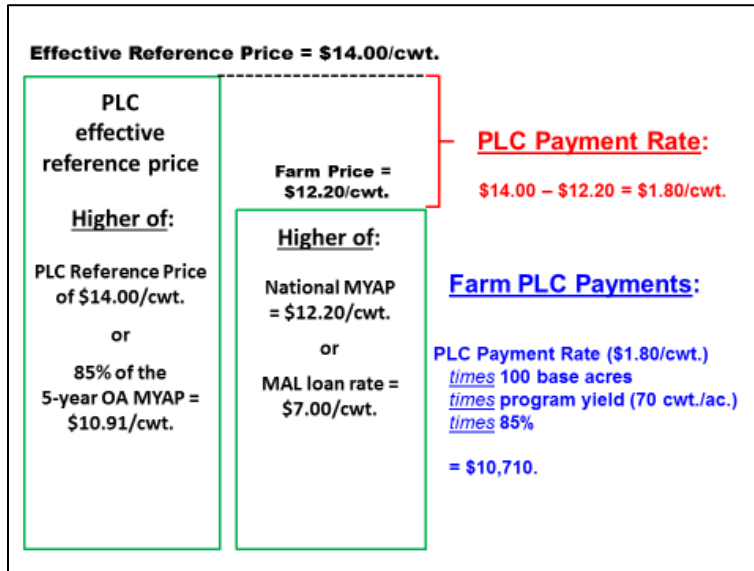 Effective Reference Price = $14.00/cwt.
PLC
effective
reference price
Higher of:
PLC Reference Price
of $14.00/cwt.
or
85% of the
5-year OA MYAP =
$10.91/cwt.
Farm Price =
$12.20/cwt.
Higher of:
National MYAP
= $12.20/cwt.
or
MAL loan rate =
$7.00/cwt.
PLC Payment Rate:
$14.00 – $12.20 = $1.80/cwt.
Farm PLC Payments:
PLC Payment Rate ($1.80/cwt.)
times 100 base acres
times program yield (70 cwt./ac.)
times 85%
= $10,710.